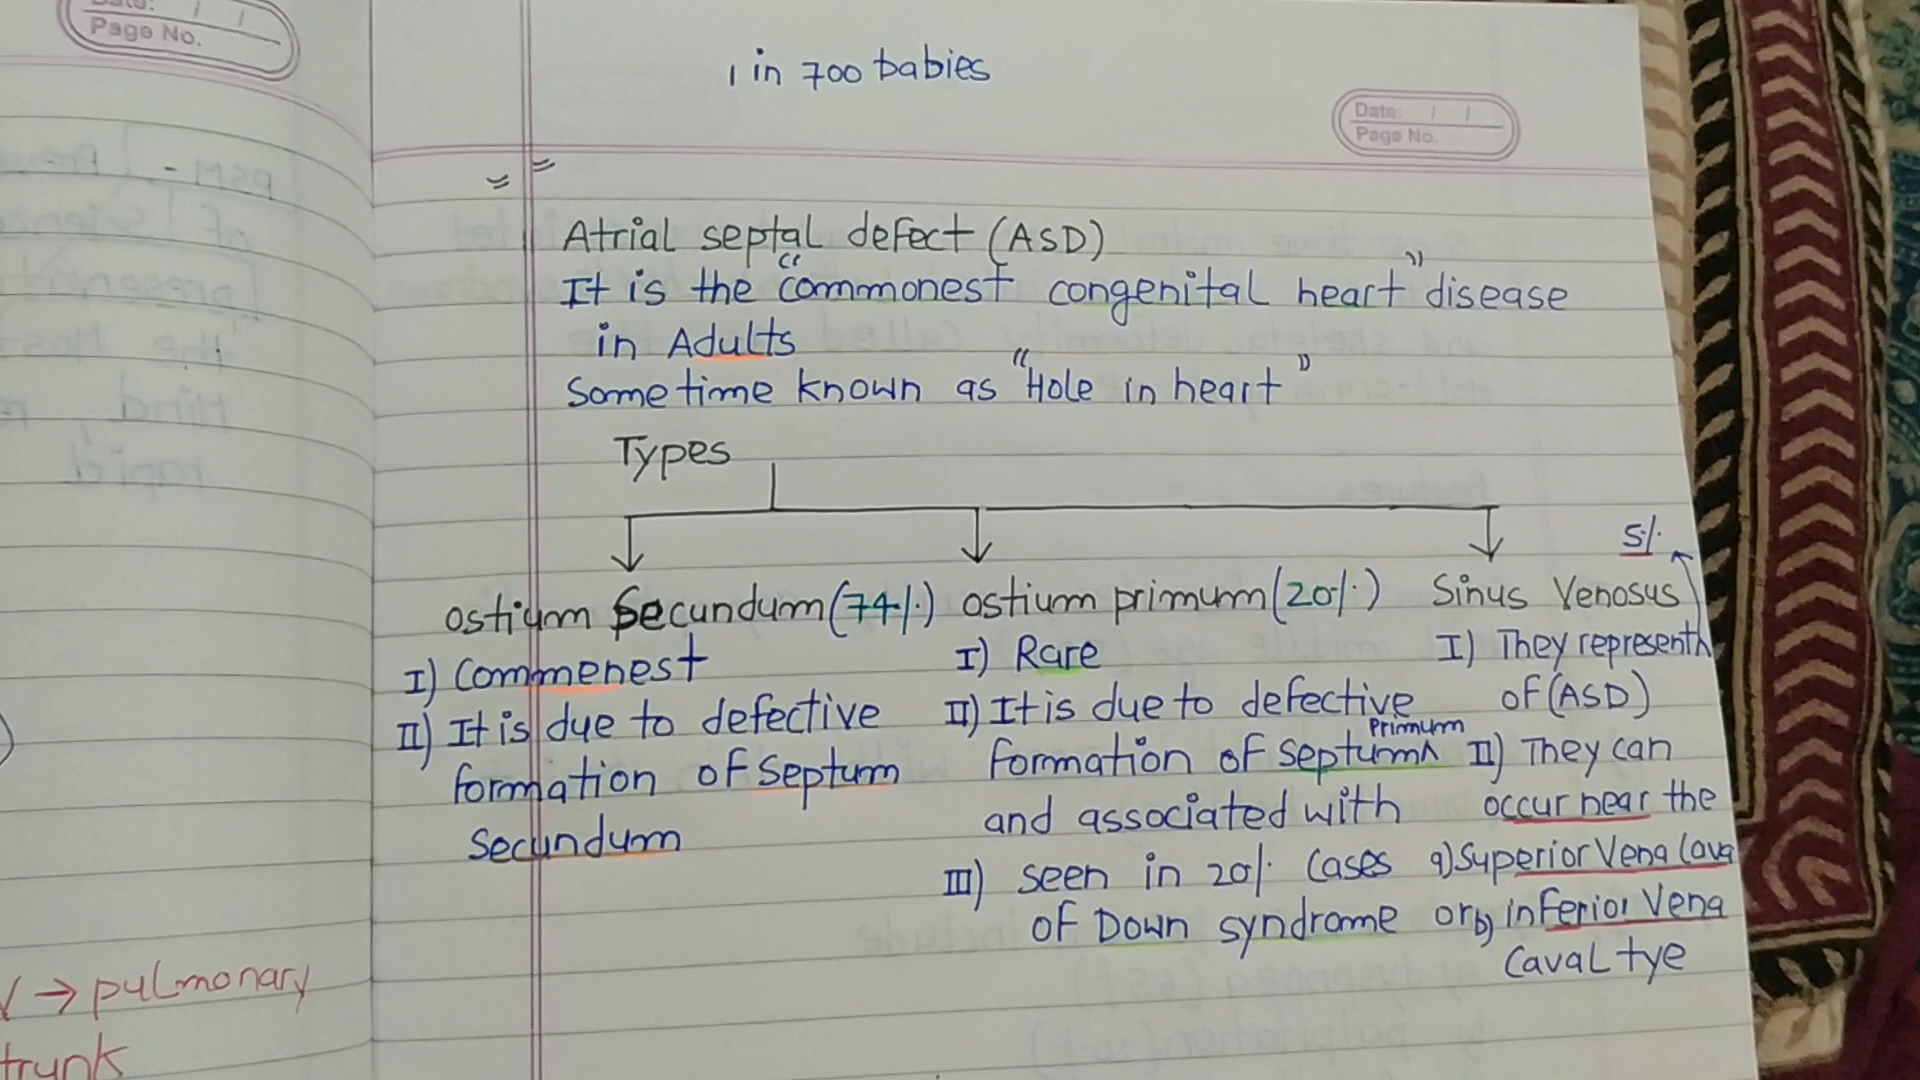 Date: / /
Page No.
1 in 700 babies
Date: / /
Page No.
Atrial septal defect (ASD)
It is the "commonest congenital heart" disease
in Adults
Sometime known as "Hole in heart"
Types
5%
ostium Secundum (74%) ostium primum (20%) Sinus Venosus
I) Commenest
II) It is due to defective
formation of Septum
Secundum
I) Rare
II) It is due to defective
formation of Septum Primum
and associated with
III) seen in 20% Cases
of Down syndrome
I) They represent
of (ASD)
II) They can
occur near the
a) Superior Vena Cava
or b) inferior Vena
Caval tye
→ pulmonary
trunk